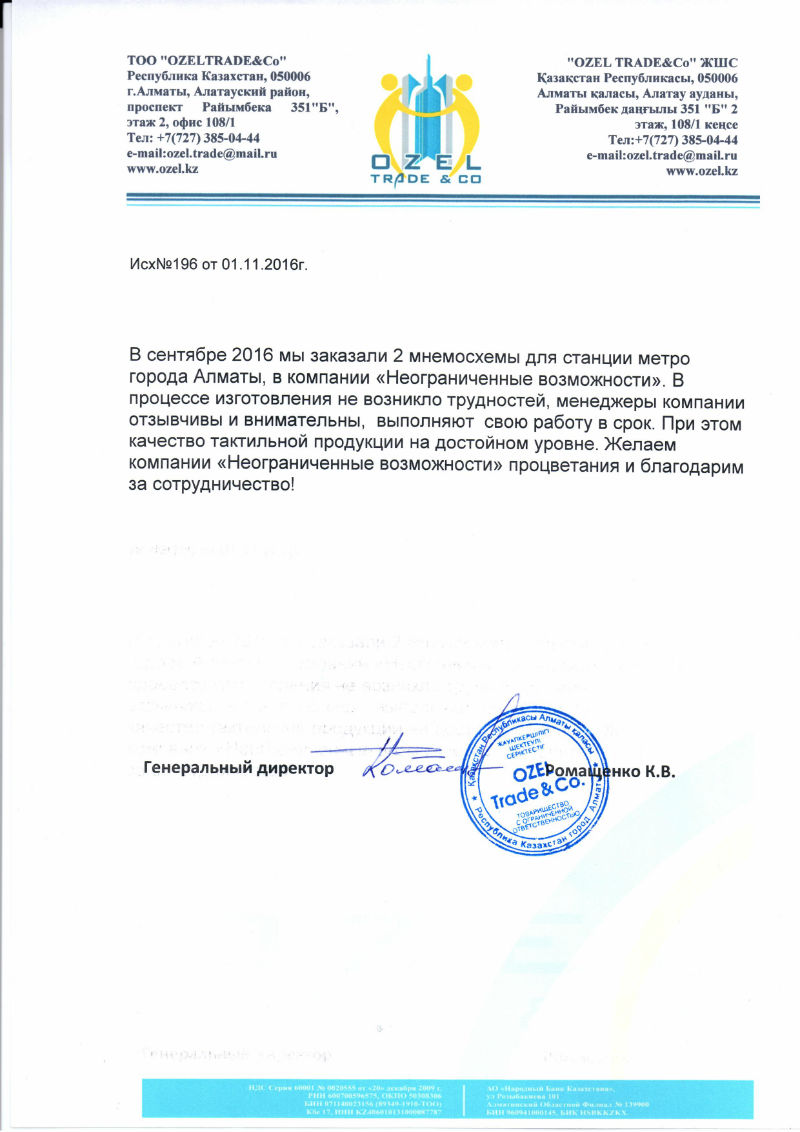 ТОО "OZELTRADE&Co"
Республика Казахстан, 050006
г.Алматы, Алатауский район,
проспект Райымбека 351"Б",
этаж 2, офис 108/1
Тел: +7(727) 385-04-44
e-mail:ozel.trade@mail.ru
www.ozel.kz
OZEL
TRADE & CO
"OZEL TRADE&Co" ЖШС
Қазақстан Республикасы, 050006
Алматы қаласы, Алатау ауданы,
Райымбек даңғылы 351 "Б" 2
этаж, 108/1 кеңсе
Тел:+7(727) 385-04-44
e-mail:ozel.trade@mail.ru
www.ozel.kz
Исх№196 от 01.11.2016г.
В сентябре 2016 мы заказали 2 мнемосхемы для станции метро
города Алматы, в компании «Неограниченные возможности». В
процессе изготовления не возникло трудностей, менеджеры компании
отзывчивы и внимательны, выполняют свою работу в срок. При этом
качество тактильной продукции на достойном уровне. Желаем
компании «Неограниченные возможности» процветания и благодарим
за сотрудничество!
Генеральный директор
Ромащенко К.В.
Қазақстан Республикасы Алматы қаласы
ЖАУАПКЕРШІЛІГІ
ШЕКТЕУЛІ
СЕРІКТЕСТІГІ
OZEL
Trade & Co.
ТОВАРИЩЕСТВО
С ОГРАНИЧЕННОЙ
ОТВЕТСТВЕННОСТЬЮ
Республика Казахстан город Алматы
НДС Серия 60001 № 0020555 от «20» декабря 2009 г.
РНН 600700596575, ОКПО 50308306
БИН 071140023156 (89349-1910-ТОО)
Кбе 17, ИИН KZ406010131000087787
АО «Народный Банк Казахстана»,
ул Розыбакиева 101
Алматинский Областной Филиал № 139900
БИН 960941000145, БИК HSBKKZKX